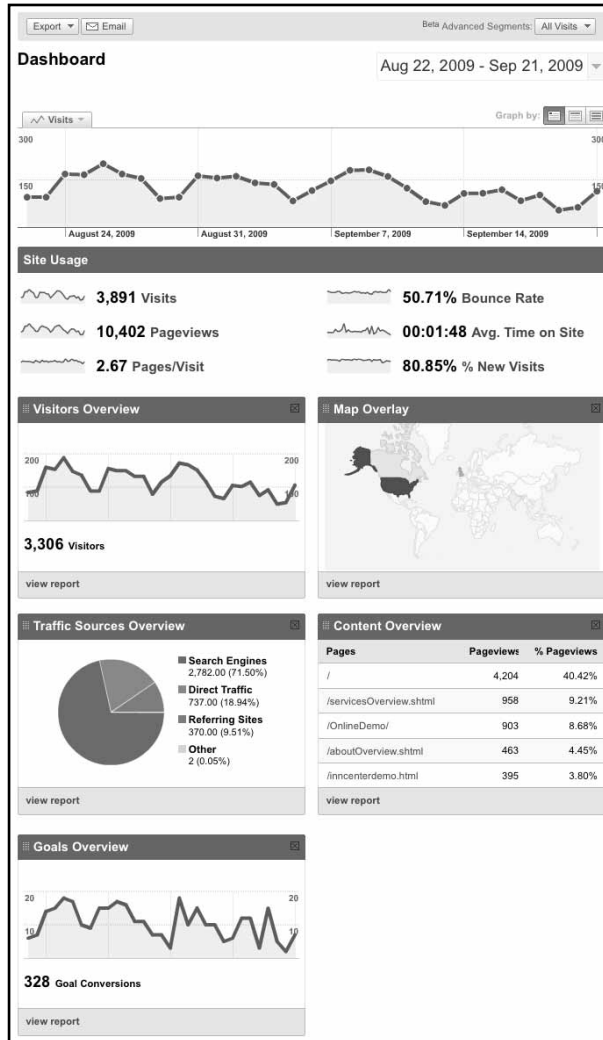 Export Email Beta Advanced Segments: All Visits
Dashboard
Aug 22, 2009 - Sep 21, 2009
Visits Graph by:
300 300
150 150
August 24, 2009 August 31, 2009 September 7, 2009 September 14, 2009
Site Usage
3,891 Visits
50.71% Bounce Rate
10,402 Pageviews
00:01:48 Avg. Time on Site
2.67 Pages/Visit
80.85% % New Visits
Visitors Overview
200 200
100 100
3,306 Visitors
view report
Map Overlay
view report
Traffic Sources Overview
Search Engines
2,782.00 (71.50%)
Direct Traffic
737.00 (18.94%)
Referring Sites
370.00 (9.51%)
Other
2 (0.05%)
view report
Content Overview
Pages Pageviews % Pageviews
/ 4,204 40.42%
/servicesOverview.shtml 958 9.21%
/OnlineDemo/ 903 8.68%
/aboutOverview.shtml 463 4.45%
/inncenterdemo.html 395 3.80%
view report
Goals Overview
20 20
10 10
328 Goal Conversions
view report